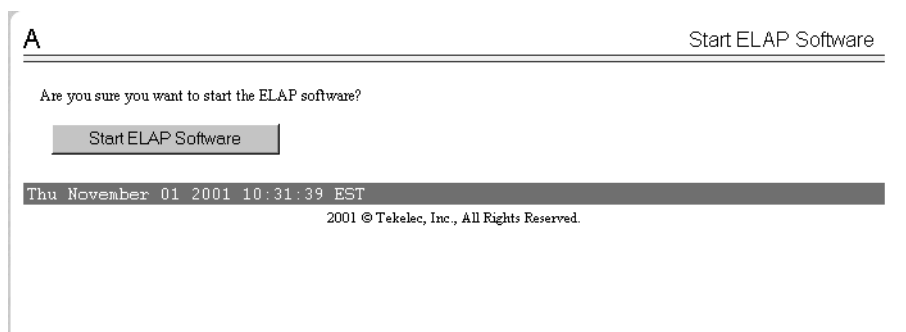 A Start ELAP Software
Are you sure you want to start the ELAP software?
Start ELAP Software
Thu November 01 2001 10:31:39 EST
2001 © Tekelec, Inc., All Rights Reserved.